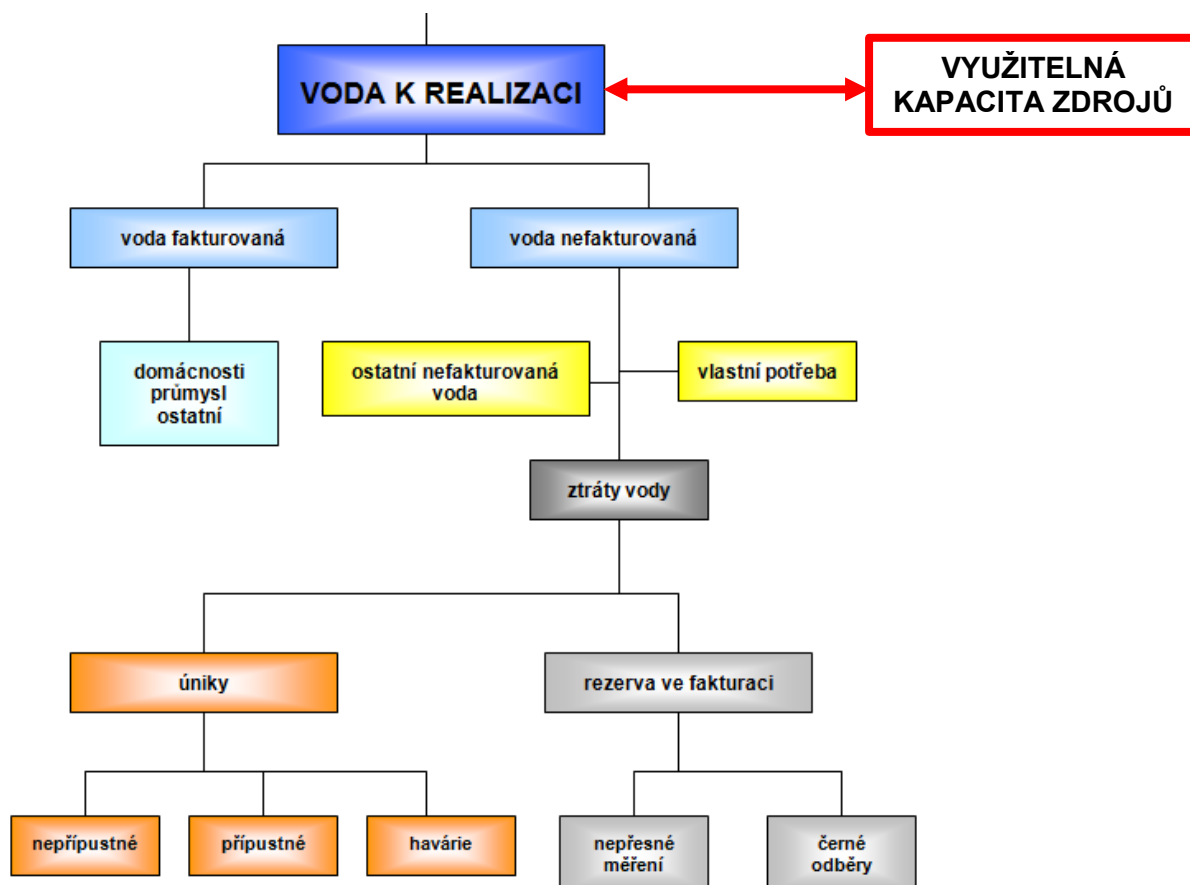 VODA K REALIZACI
VYUŽITELNÁ
KAPACITA ZDROJŮ
voda fakturovaná
voda nefakturovaná
domácnosti
průmysl
ostatní
ostatní nefakturovaná
voda
vlastní potřeba
ztráty vody
úniky
rezerva ve fakturaci
nepřípustné
přípustné
havárie
nepřesné
měření
černé
odběry